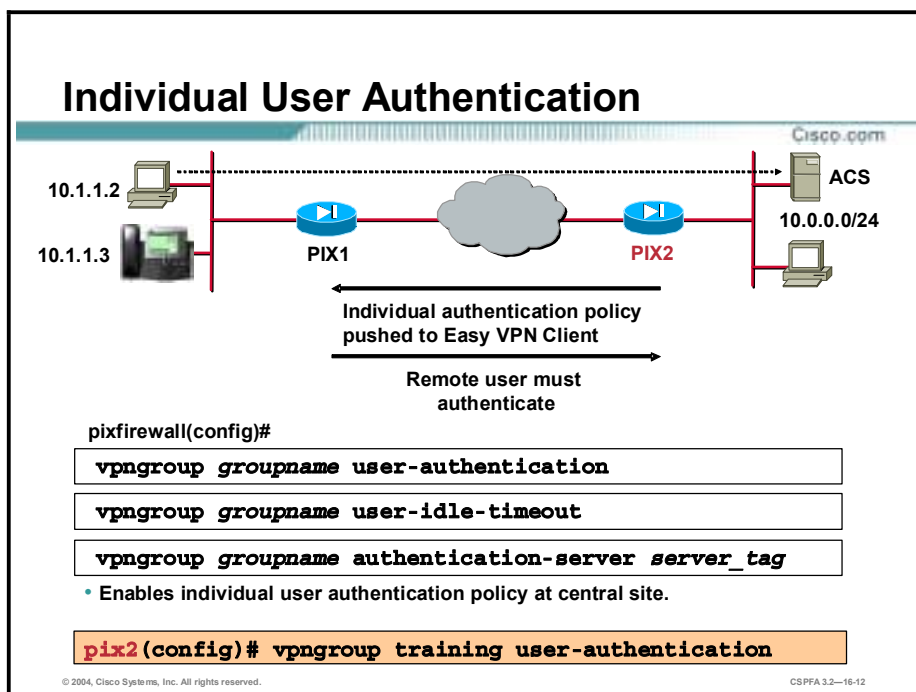 Individual User Authentication
Cisco.com
10.1.1.2
ACS
10.0.0.0/24
10.1.1.3
PIX1
PIX2
Individual authentication policy
pushed to Easy VPN Client
Remote user must
authenticate
pixfirewall(config)#
vpngroup groupname user-authentication
vpngroup groupname user-idle-timeout
vpngroup groupname authentication-server server_tag
• Enables individual user authentication policy at central site.
pix2(config)# vpngroup training user-authentication
© 2004, Cisco Systems, Inc. All rights reserved.
CSPFA 3.2—16-12